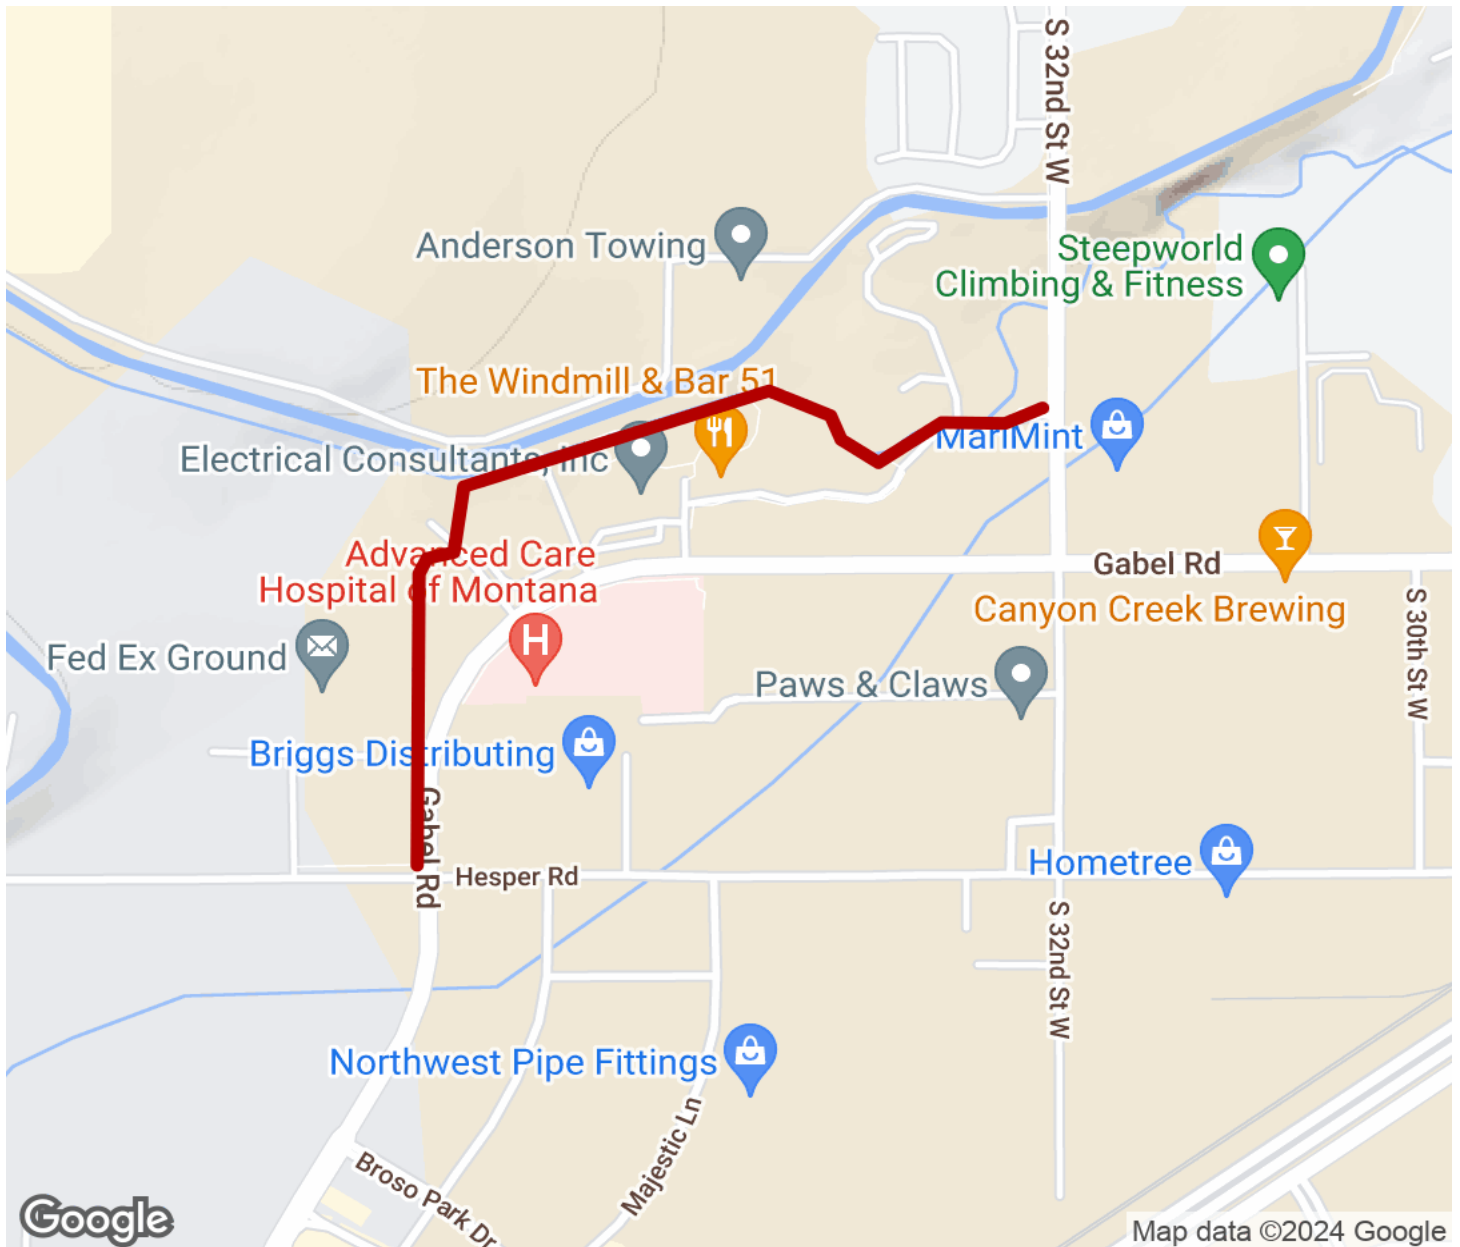 S 32nd St W
Anderson Towing
Steepworld
Climbing & Fitness
The Windmill & Bar 51
MariMint
Electrical Consultants, Inc
Advanced Care
Hospital of Montana
Gabel Rd
Canyon Creek Brewing
S 30th St W
Fed Ex Ground
H
Paws & Claws
Briggs Distributing
Gabel Rd
Hesper Rd
Hometree
S 32nd St W
Northwest Pipe Fittings
Majestic Ln
Broso Park Dr
Google
Map data ©2024 Google